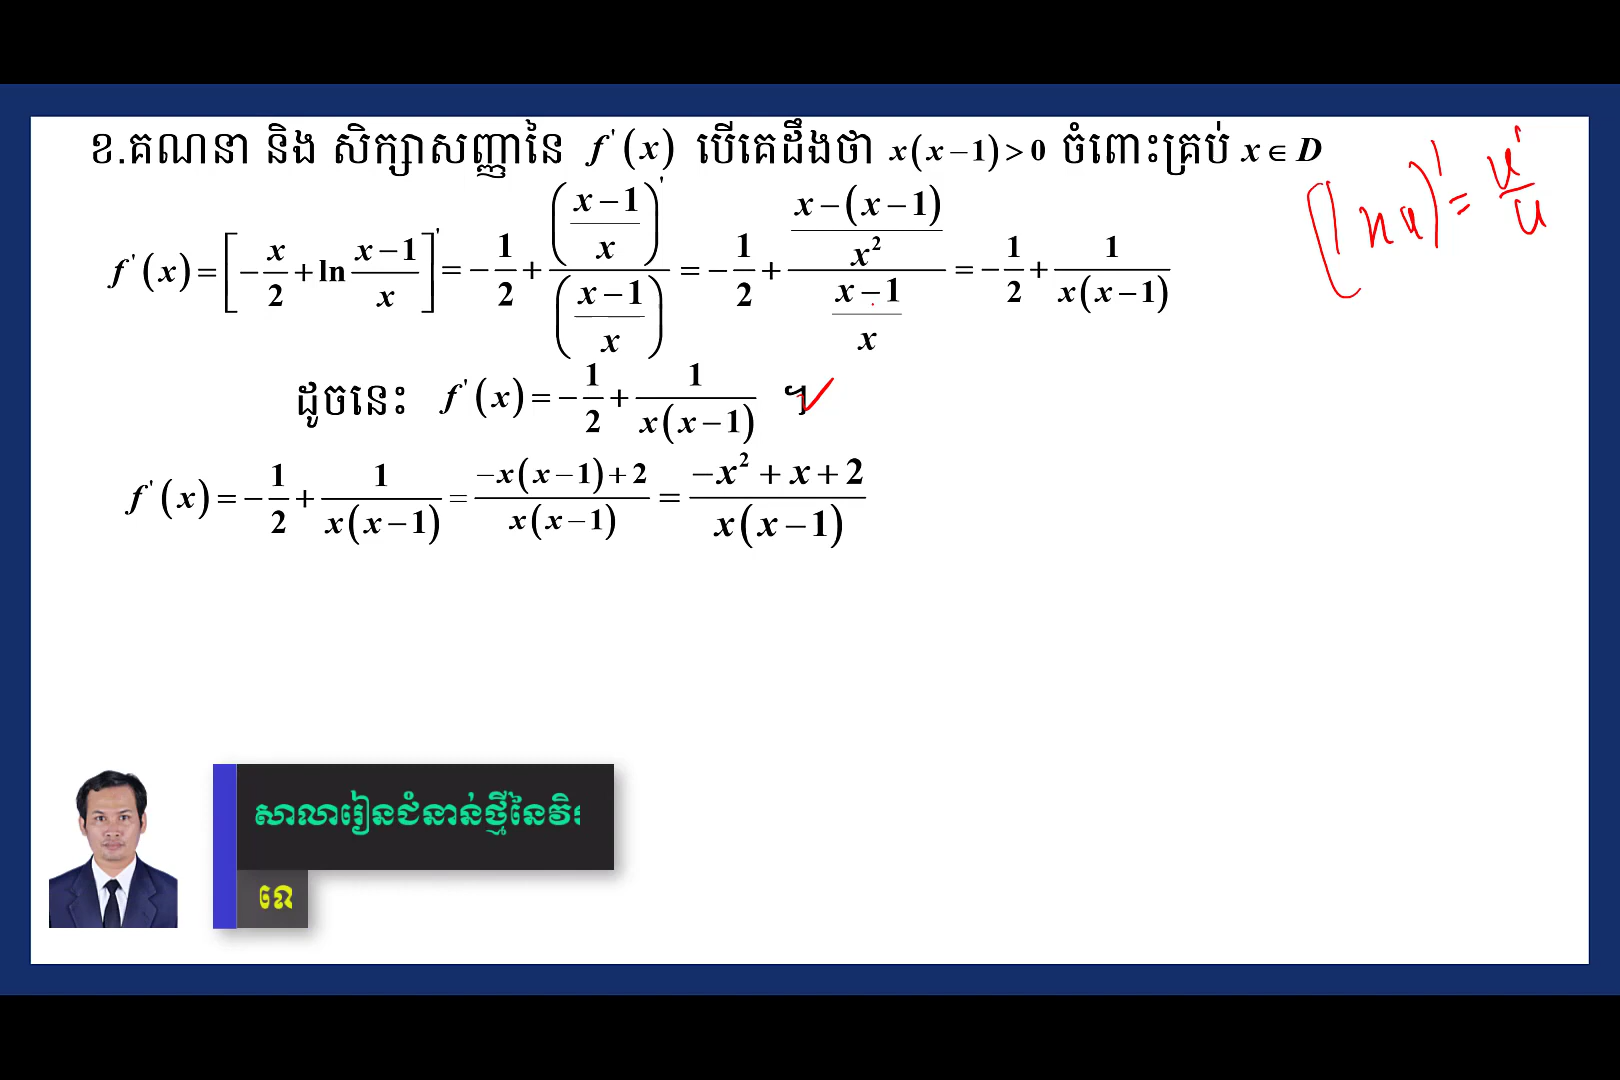 ខ.គណនា និង សិក្សាសញ្ញានៃ f'(x) បើគេដឹងថា x(x−1)>0 ចំពោះគ្រប់ x∈D
(ln u)' = u'/u
f'(x) = [−x/2 + ln (x−1)/x]' = −1/2 + ((x−1)/x)'/((x−1)/x) = −1/2 + ((x−(x−1))/x²)/((x−1)/x) = −1/2 + 1/(x(x−1))
ដូចនេះ f'(x) = −1/2 + 1/(x(x−1)) ។
f'(x) = −1/2 + 1/(x(x−1)) = (−x(x−1)+2)/(x(x−1)) = (−x²+x+2)/(x(x−1))
សាលារៀនជំនាន់ថ្មីនៃវិ